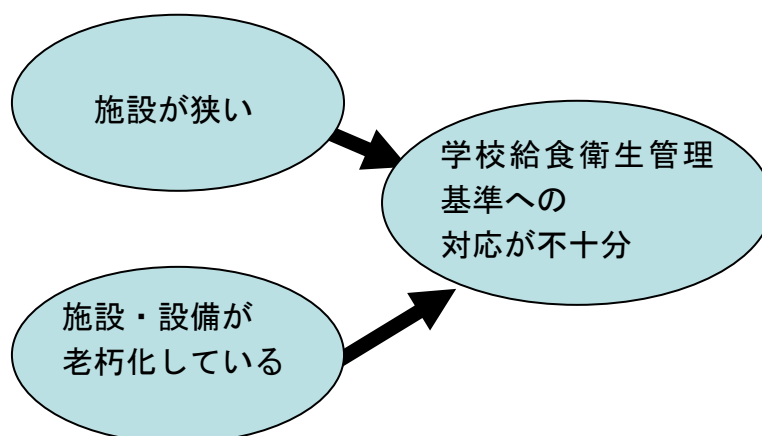 施設が狭い
学校給食衛生管理
基準への
対応が不十分
施設・設備が
老朽化している